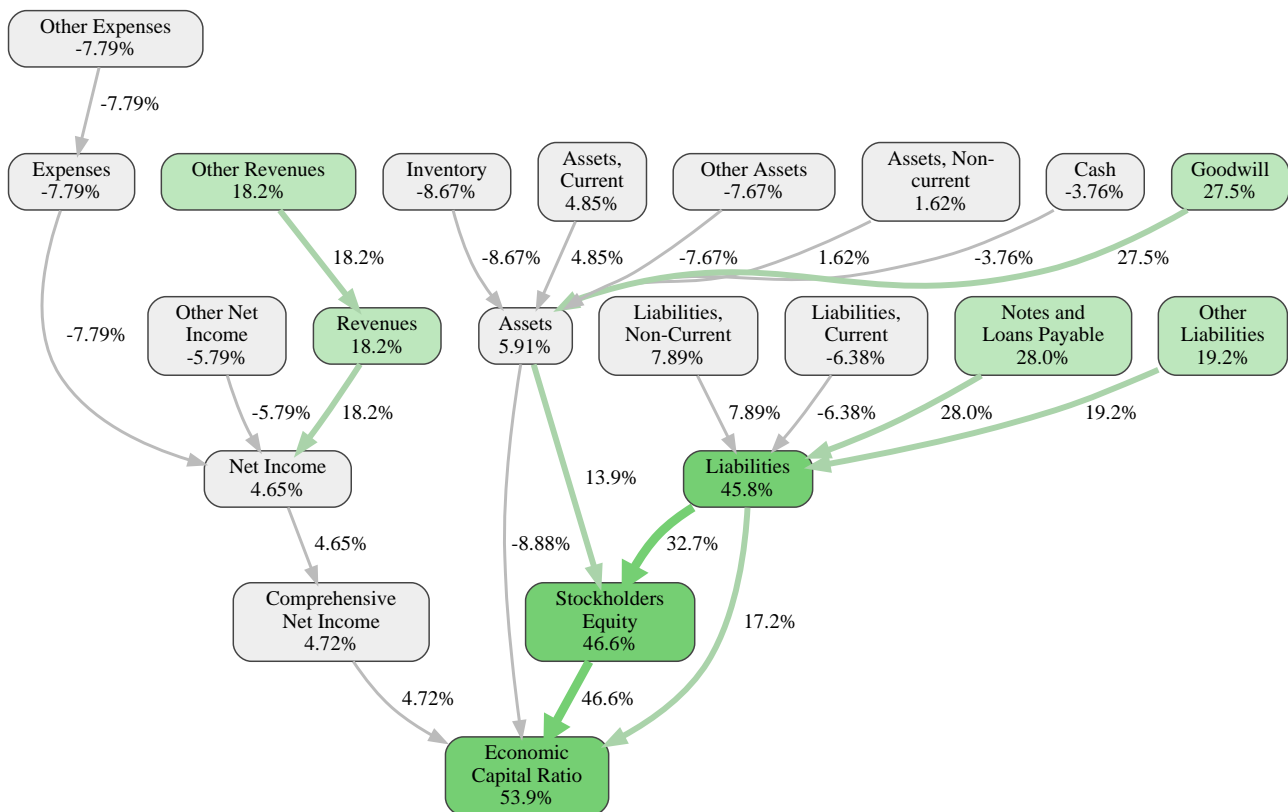 Other Expenses
-7.79%
-7.79%
Expenses
-7.79%
Other Revenues
18.2%
Inventory
-8.67%
Assets,
Current
4.85%
Other Assets
-7.67%
Assets, Non-
current
1.62%
Cash
-3.76%
Goodwill
27.5%
18.2%
-8.67%
4.85%
-7.67%
1.62%
-3.76%
27.5%
-7.79%
Other Net
Income
-5.79%
Revenues
18.2%
Assets
5.91%
Liabilities,
Non-Current
7.89%
Liabilities,
Current
-6.38%
Notes and
Loans Payable
28.0%
Other
Liabilities
19.2%
-5.79%
18.2%
7.89%
-6.38%
28.0%
19.2%
Net Income
4.65%
13.9%
Liabilities
45.8%
4.65%
-8.88%
32.7%
Comprehensive
Net Income
4.72%
Stockholders
Equity
46.6%
17.2%
4.72%
46.6%
Economic
Capital Ratio
53.9%